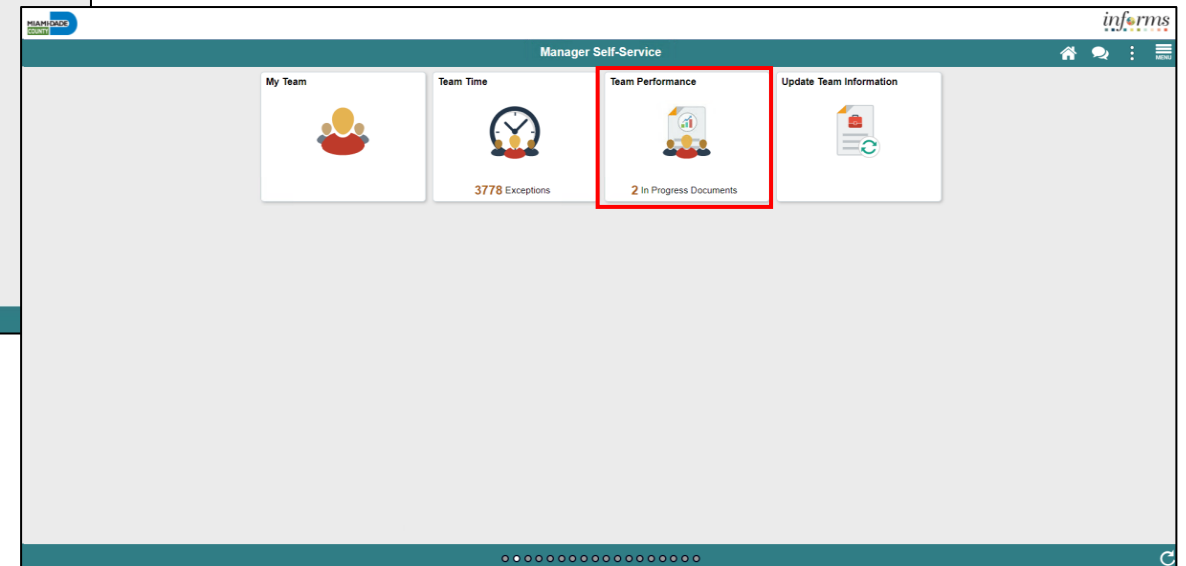 MIAMI-DADE
COUNTY
informs
Manager Self-Service
MENU
My Team
Team Time
Team Performance
Update Team Information
3778 Exceptions
2 In Progress Documents